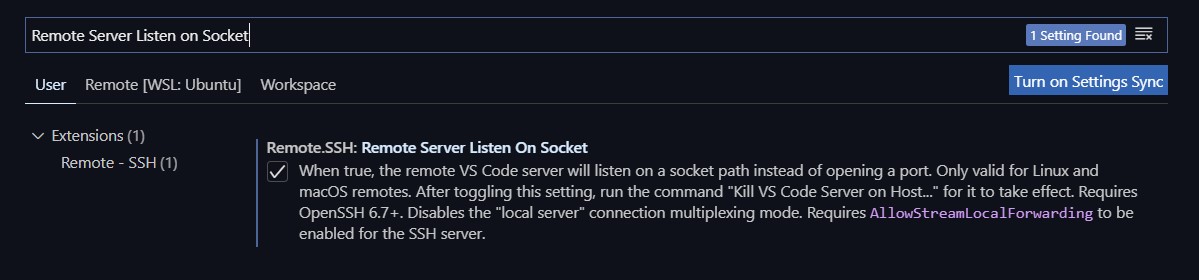 Remote Server Listen on Socket
1 Setting Found
User Remote [WSL: Ubuntu] Workspace
Turn on Settings Sync
Extensions (1)
Remote - SSH (1)
Remote.SSH: Remote Server Listen On Socket
When true, the remote VS Code server will listen on a socket path instead of opening a port. Only valid for Linux and
macOS remotes. After toggling this setting, run the command "Kill VS Code Server on Host..." for it to take effect. Requires
OpenSSH 6.7+. Disables the "local server" connection multiplexing mode. Requires AllowStreamLocalForwarding to be
enabled for the SSH server.